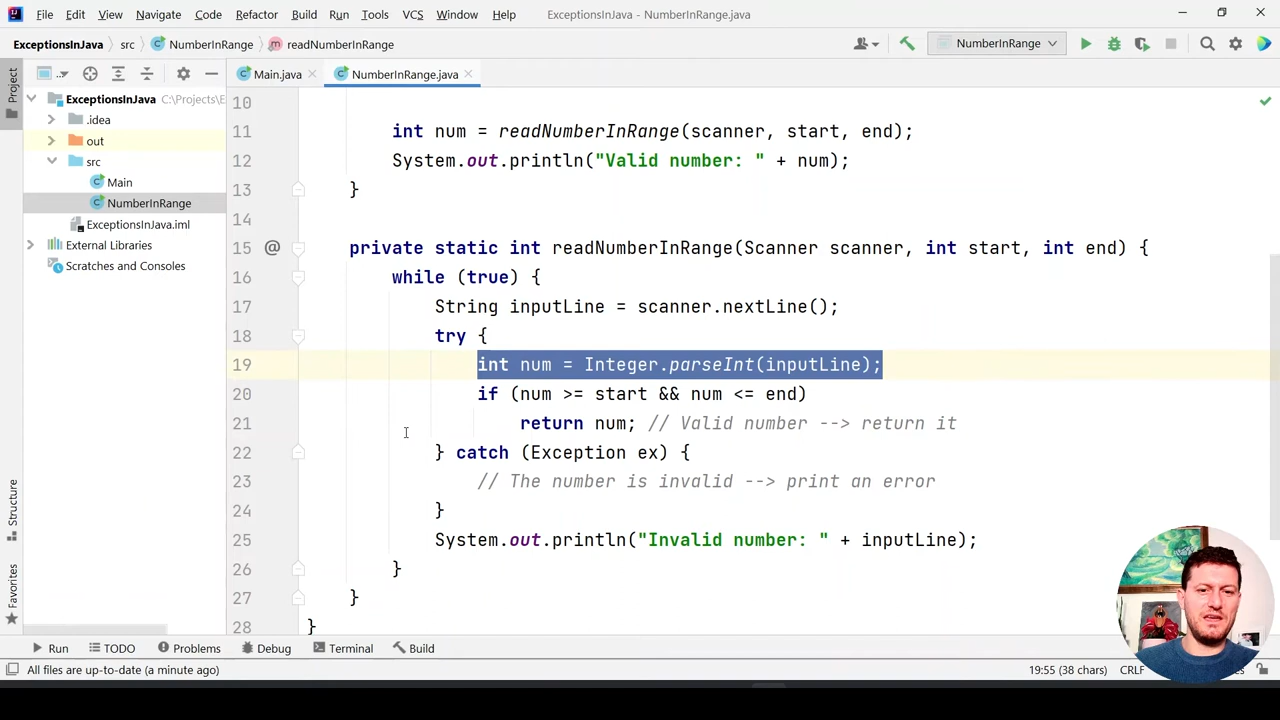 File Edit View Navigate Code Refactor Build Run Tools VCS Window Help ExceptionsInJava - NumberInRange.java
ExceptionsInJava src NumberInRange readNumberInRange NumberInRange
Project
Main.java NumberInRange.java
ExceptionsInJava C:\Projects\E
.idea
out
src
Main
NumberInRange
ExceptionsInJava.iml
External Libraries
Scratches and Consoles
10
11 int num = readNumberInRange(scanner, start, end);
12 System.out.println("Valid number: " + num);
13 }
14
15 @ private static int readNumberInRange(Scanner scanner, int start, int end) {
16 while (true) {
17 String inputLine = scanner.nextLine();
18 try {
19 int num = Integer.parseInt(inputLine);
20 if (num >= start && num <= end)
21 return num; // Valid number --> return it
22 } catch (Exception ex) {
23 // The number is invalid --> print an error
24 }
25 System.out.println("Invalid number: " + inputLine);
26 }
27 }
28 }
Structure
Favorites
Run TODO Problems Debug Terminal Build
All files are up-to-date (a minute ago) 19:55 (38 chars) CRLF